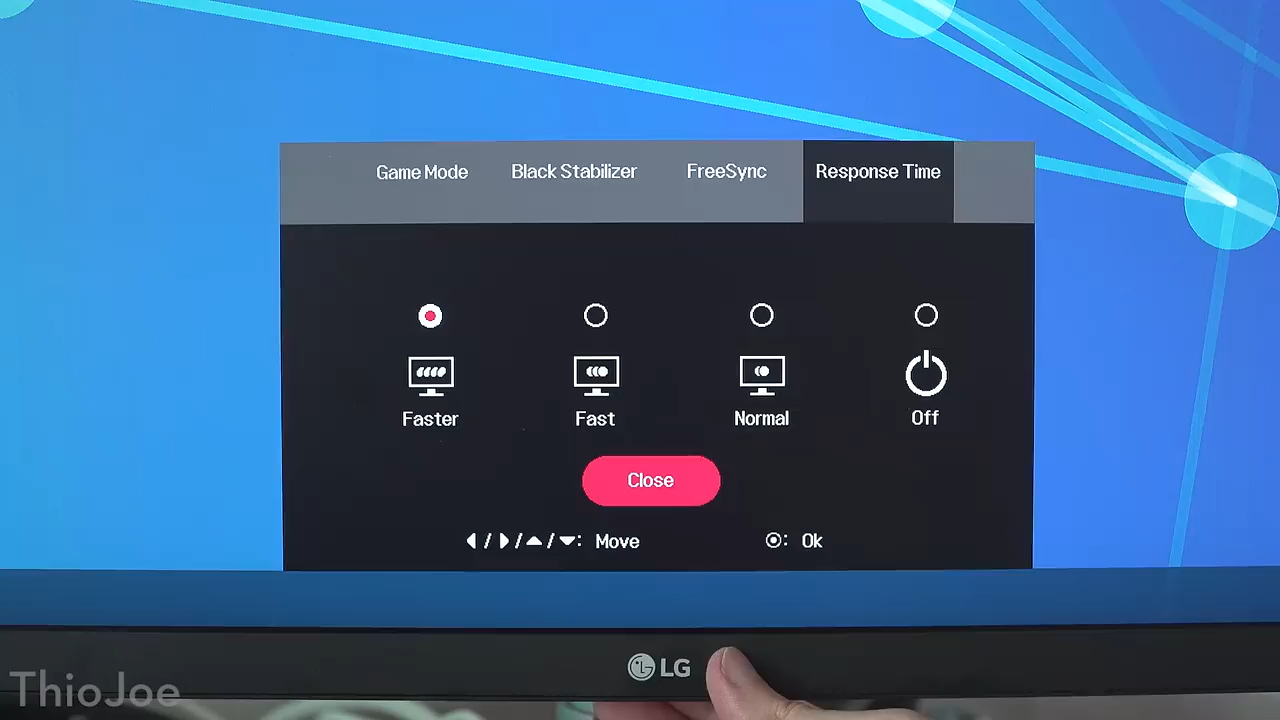 Game Mode Black Stabilizer FreeSync Response Time
Faster Fast Normal Off
Close
◀/▶/▲/▼: Move ⦿: Ok
LG
ThioJoe